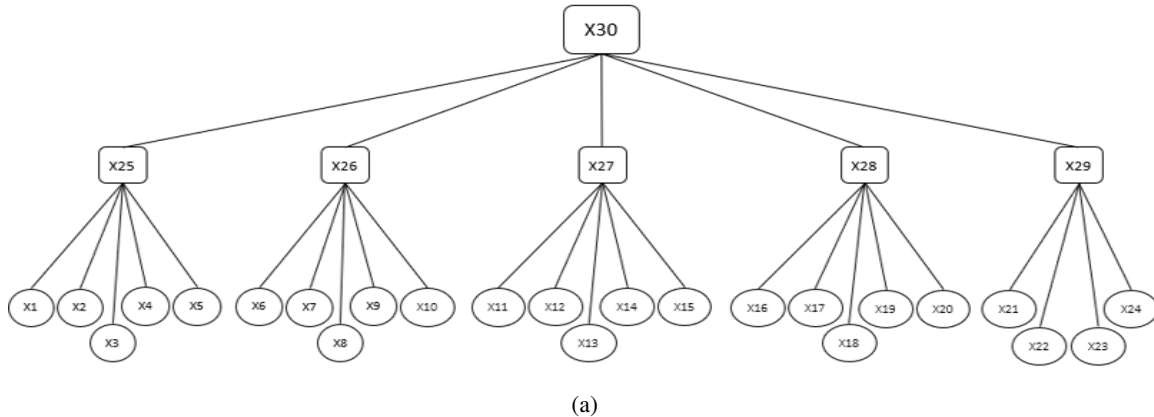 X30
X25 X26 X27 X28 X29
X1 X2 X4 X5 X6 X7 X9 X10 X11 X12 X14 X15 X16 X17 X19 X20 X21 X24
X3 X8 X13 X18 X22 X23
(a)